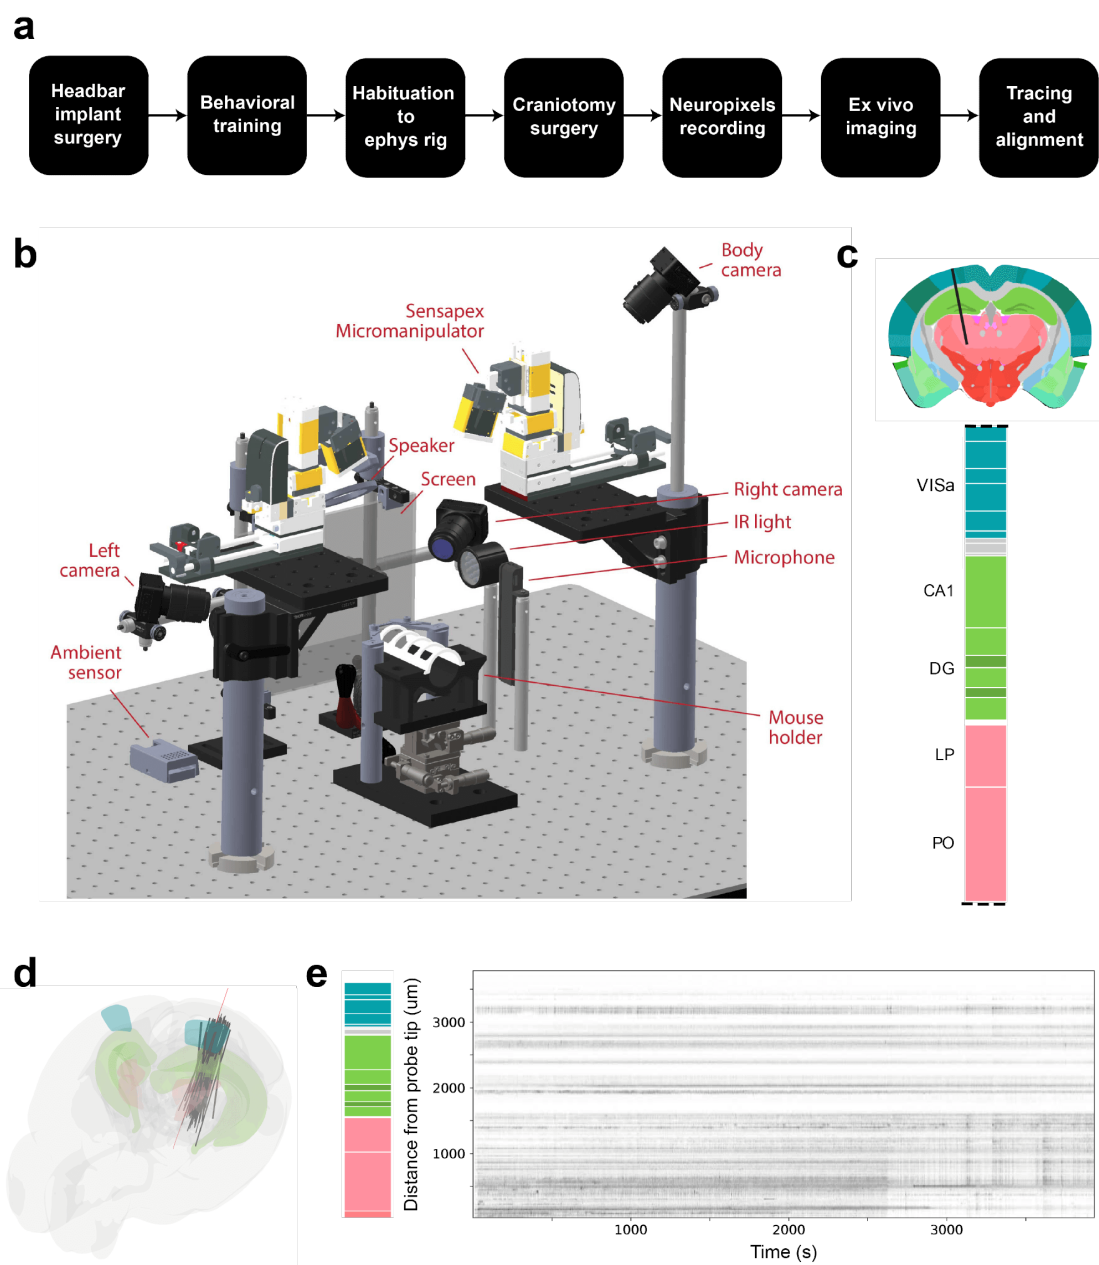 a
Headbar
implant
surgery
Behavioral
training
Habituation
to
ephys rig
Craniotomy
surgery
Neuropixels
recording
Ex vivo
imaging
Tracing
and
alignment
b
Body
camera
Sensapex
Micromanipulator
Speaker
Screen
Right camera
IR light
Microphone
Left
camera
Ambient
sensor
Mouse
holder
c
VISa
CA1
DG
LP
PO
d
e
Distance from probe tip (um)
3000
2000
1000
1000
2000
3000
Time (s)